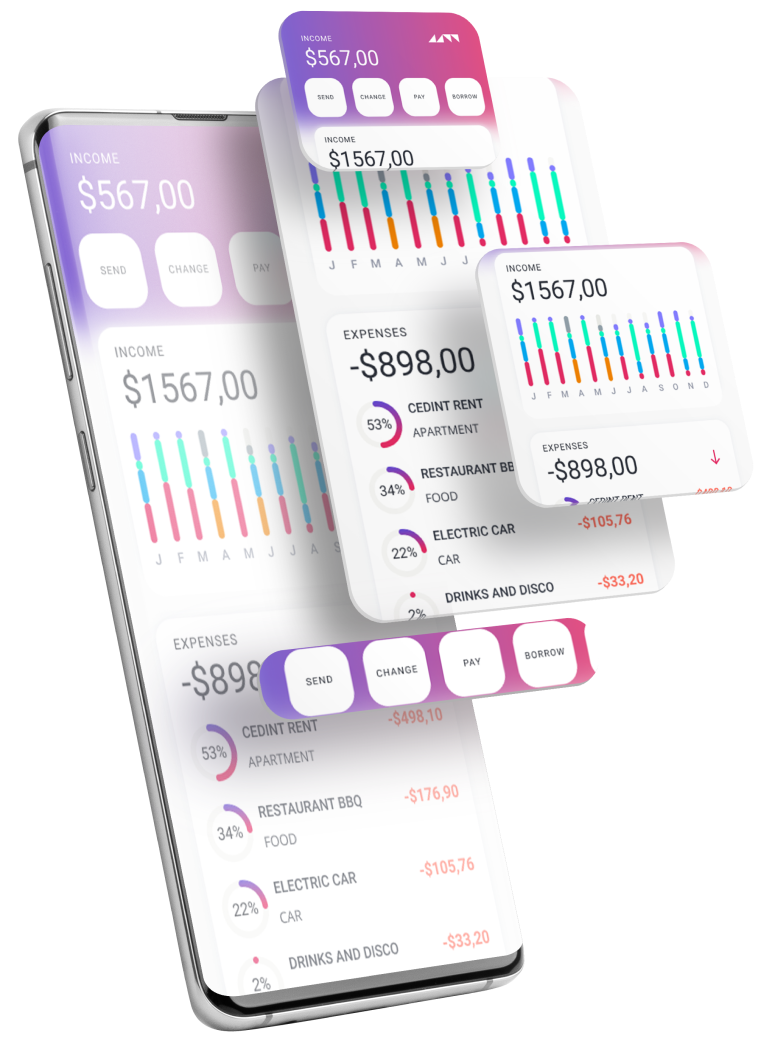 INCOME
$567,00
SEND
CHANGE
PAY
BORROW
INCOME
$1567,00
J F M A M J J
EXPENSES
-$898,00
53%
CEDINT RENT
APARTMENT
34%
RESTAURANT BB
FOOD
22%
ELECTRIC CAR
CAR
-$105,76
2%
DRINKS AND DISCO
-$33,20
INCOME
$1567,00
J F M A M J J A S O N D
EXPENSES
-$898,00
CEDINT RENT
SEND
CHANGE
PAY
BORROW
INCOME
$567,00
SEND
CHANGE
PAY
INCOME
$1567,00
J F M A M J J A S
EXPENSES
-$898
53%
CEDINT RENT
-$498,10
APARTMENT
34%
RESTAURANT BBQ
-$176,90
FOOD
22%
ELECTRIC CAR
-$105,76
CAR
2%
DRINKS AND DISCO
-$33,20